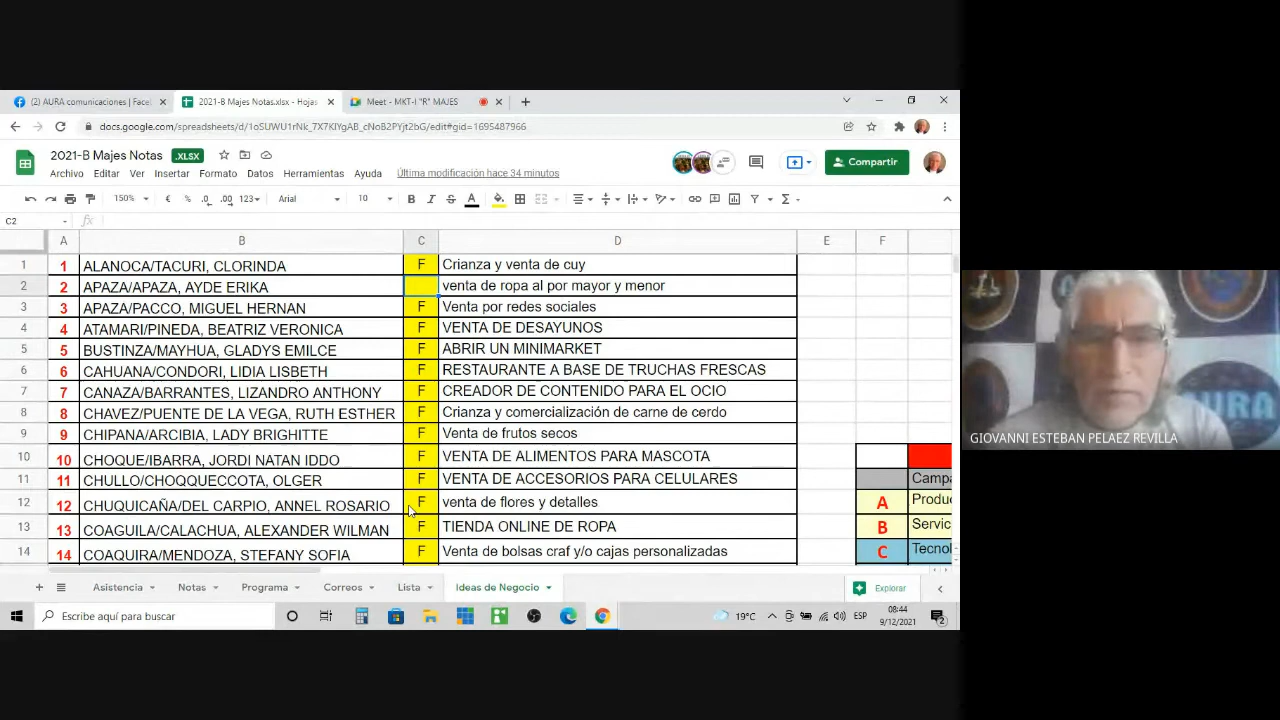 (2) AURA comunicaciones | Face
2021-B Majes Notas.xlsx - Hojas
Meet - MKT-I "R" MAJES
docs.google.com/spreadsheets/d/
2021-B Majes Notas .XLSX
Compartir
Archivo Editar Ver Insertar Formato Datos Herramientas Ayuda Última modificación hace 34 minutos
150% € % .0 .00 123 Arial 10 B I S A Σ
C2 fx
A B C D E F
1 1 ALANOCA/TACURI, CLORINDA F Crianza y venta de cuy
2 2 APAZA/APAZA, AYDE ERIKA venta de ropa al por mayor y menor
3 3 APAZA/PACCO, MIGUEL HERNAN F Venta por redes sociales
4 4 ATAMARI/PINEDA, BEATRIZ VERONICA F VENTA DE DESAYUNOS
5 5 BUSTINZA/MAYHUA, GLADYS EMILCE F ABRIR UN MINIMARKET
6 6 CAHUANA/CONDORI, LIDIA LISBETH F RESTAURANTE A BASE DE TRUCHAS FRESCAS
7 7 CANAZA/BARRANTES, LIZANDRO ANTHONY F CREADOR DE CONTENIDO PARA EL OCIO
8 8 CHAVEZ/PUENTE DE LA VEGA, RUTH ESTHER F Crianza y comercialización de carne de cerdo
9 9 CHIPANA/ARCIBIA, LADY BRIGHITTE F Venta de frutos secos
10 10 CHOQUE/IBARRA, JORDI NATAN IDDO F VENTA DE ALIMENTOS PARA MASCOTA
11 11 CHULLO/CHOQQUECCOTA, OLGER F VENTA DE ACCESORIOS PARA CELULARES Campa
12 12 CHUQUICAÑA/DEL CARPIO, ANNEL ROSARIO F venta de flores y detalles A Produc
13 13 COAGUILA/CALACHUA, ALEXANDER WILMAN F TIENDA ONLINE DE ROPA B Servic
14 14 COAQUIRA/MENDOZA, STEFANY SOFIA F Venta de bolsas craf y/o cajas personalizadas C Tecnol
Asistencia Notas Programa Correos Lista Ideas de Negocio Explorar
Escribe aquí para buscar 19°C ESP 08:44
9/12/2021
2
AURA
GIOVANNI ESTEBAN PELAEZ REVILLA